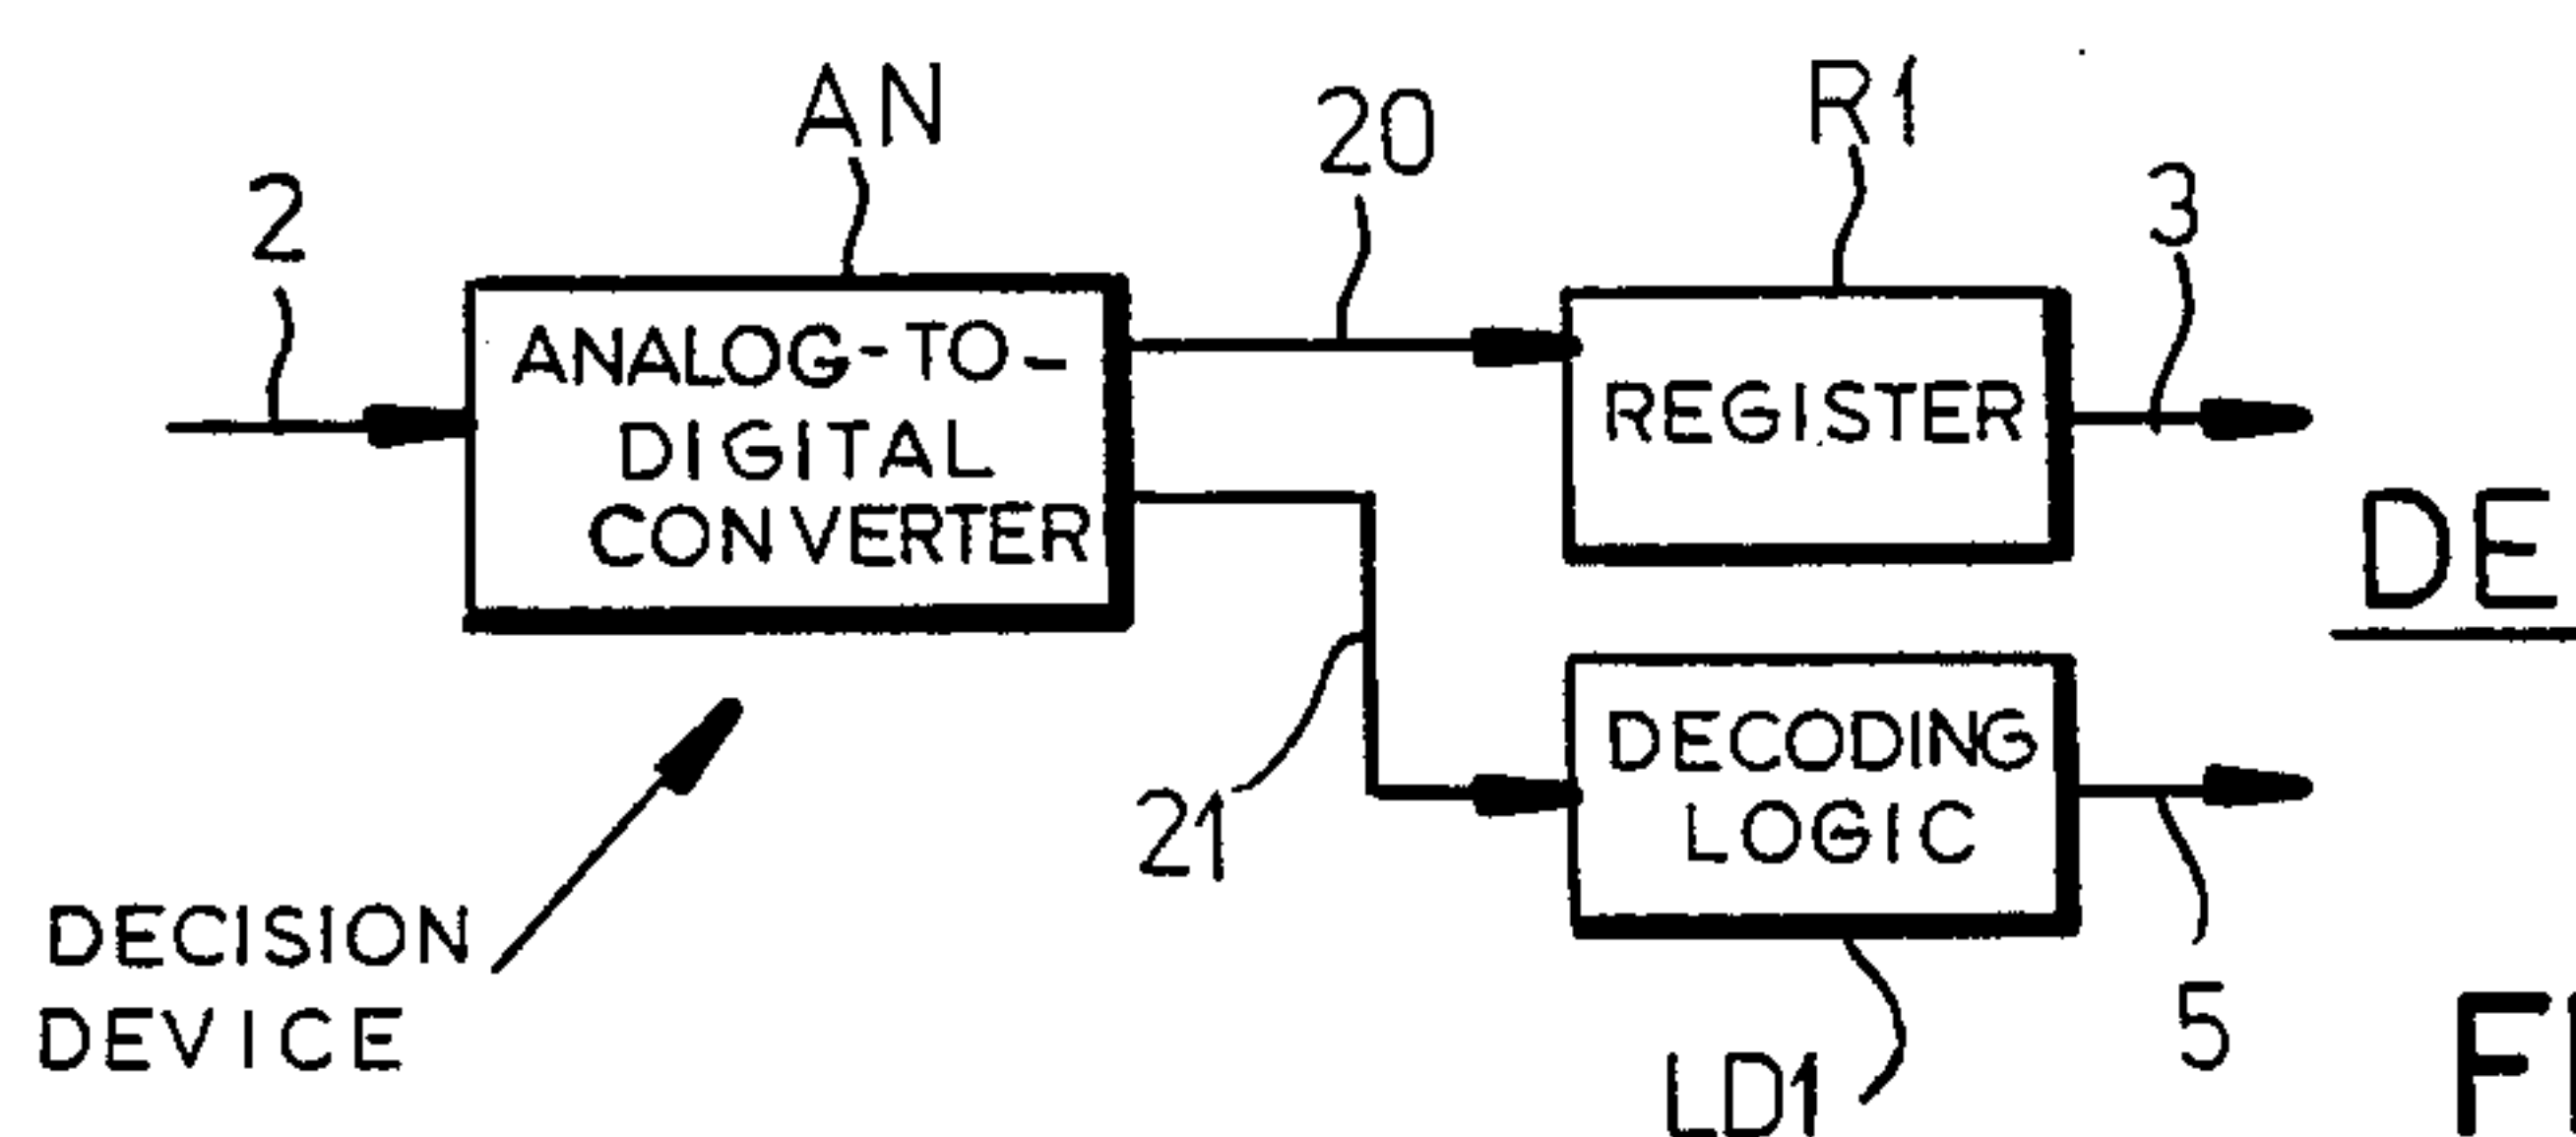 AN
20
R1
2
3
ANALOG-TO-
DIGITAL
CONVERTER
REGISTER
DE
21
DECODING
LOGIC
DECISION
DEVICE
5
LD1